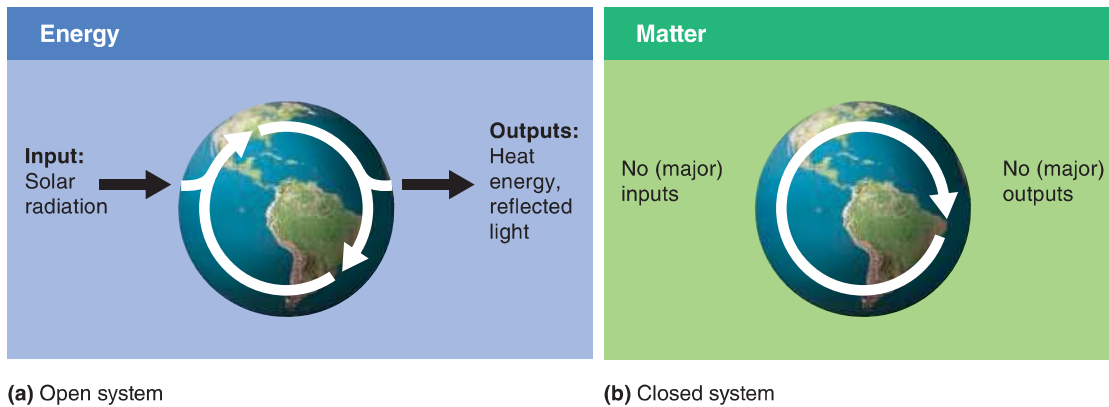 Energy
Input:
Solar
radiation
Outputs:
Heat
energy,
reflected
light
(a) Open system
Matter
No (major)
inputs
No (major)
outputs
(b) Closed system